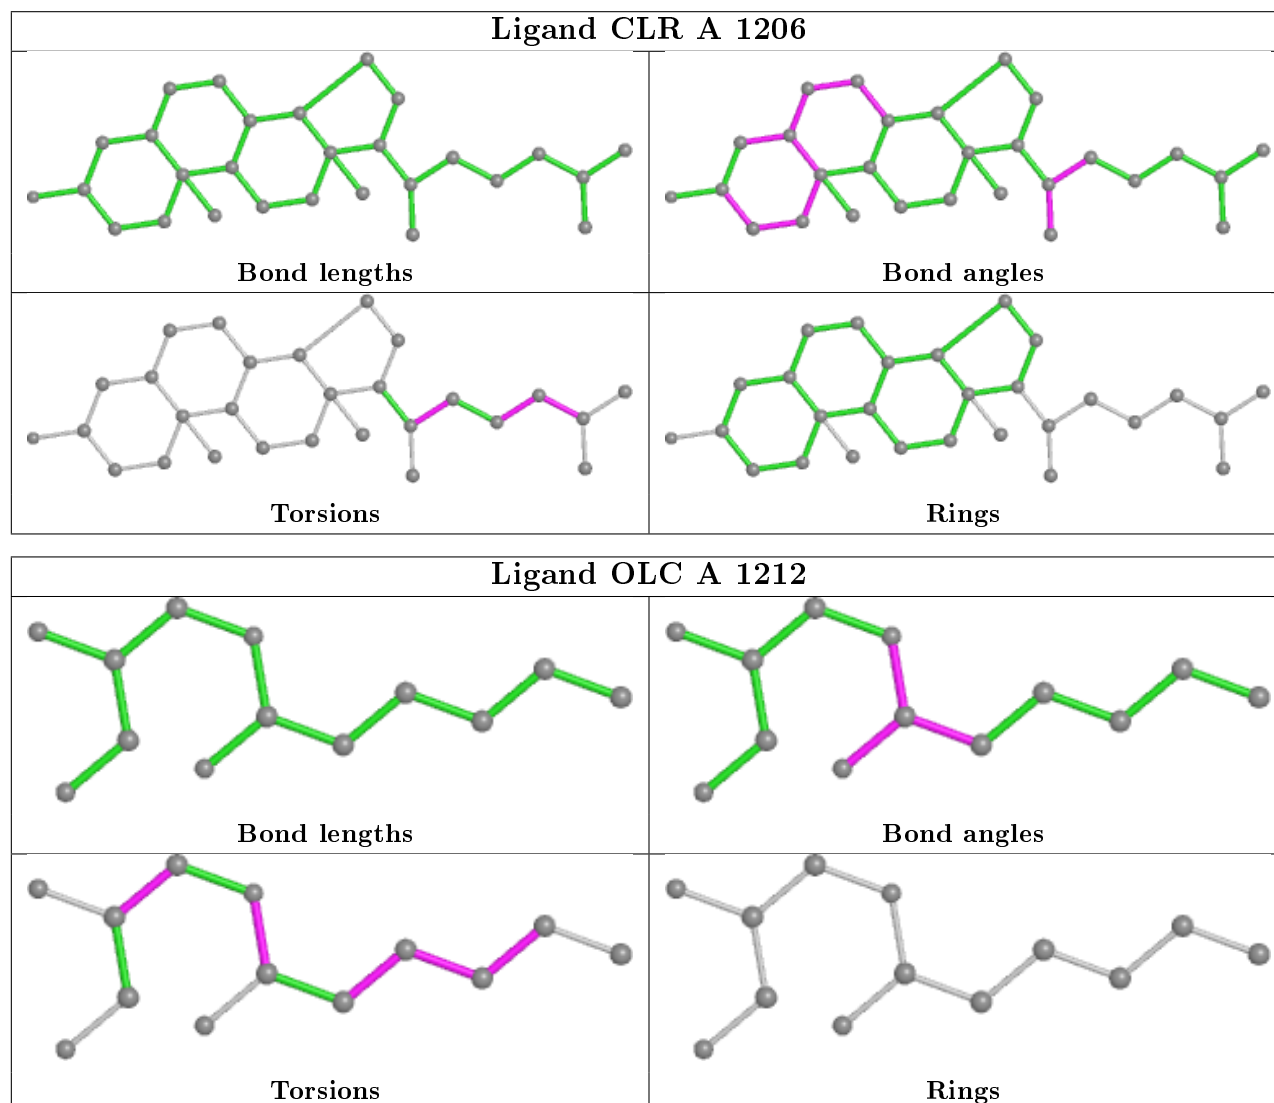 Ligand CLR A 1206
Bond lengths
Bond angles
Torsions
Rings
Ligand OLC A 1212
Bond lengths
Bond angles
Torsions
Rings